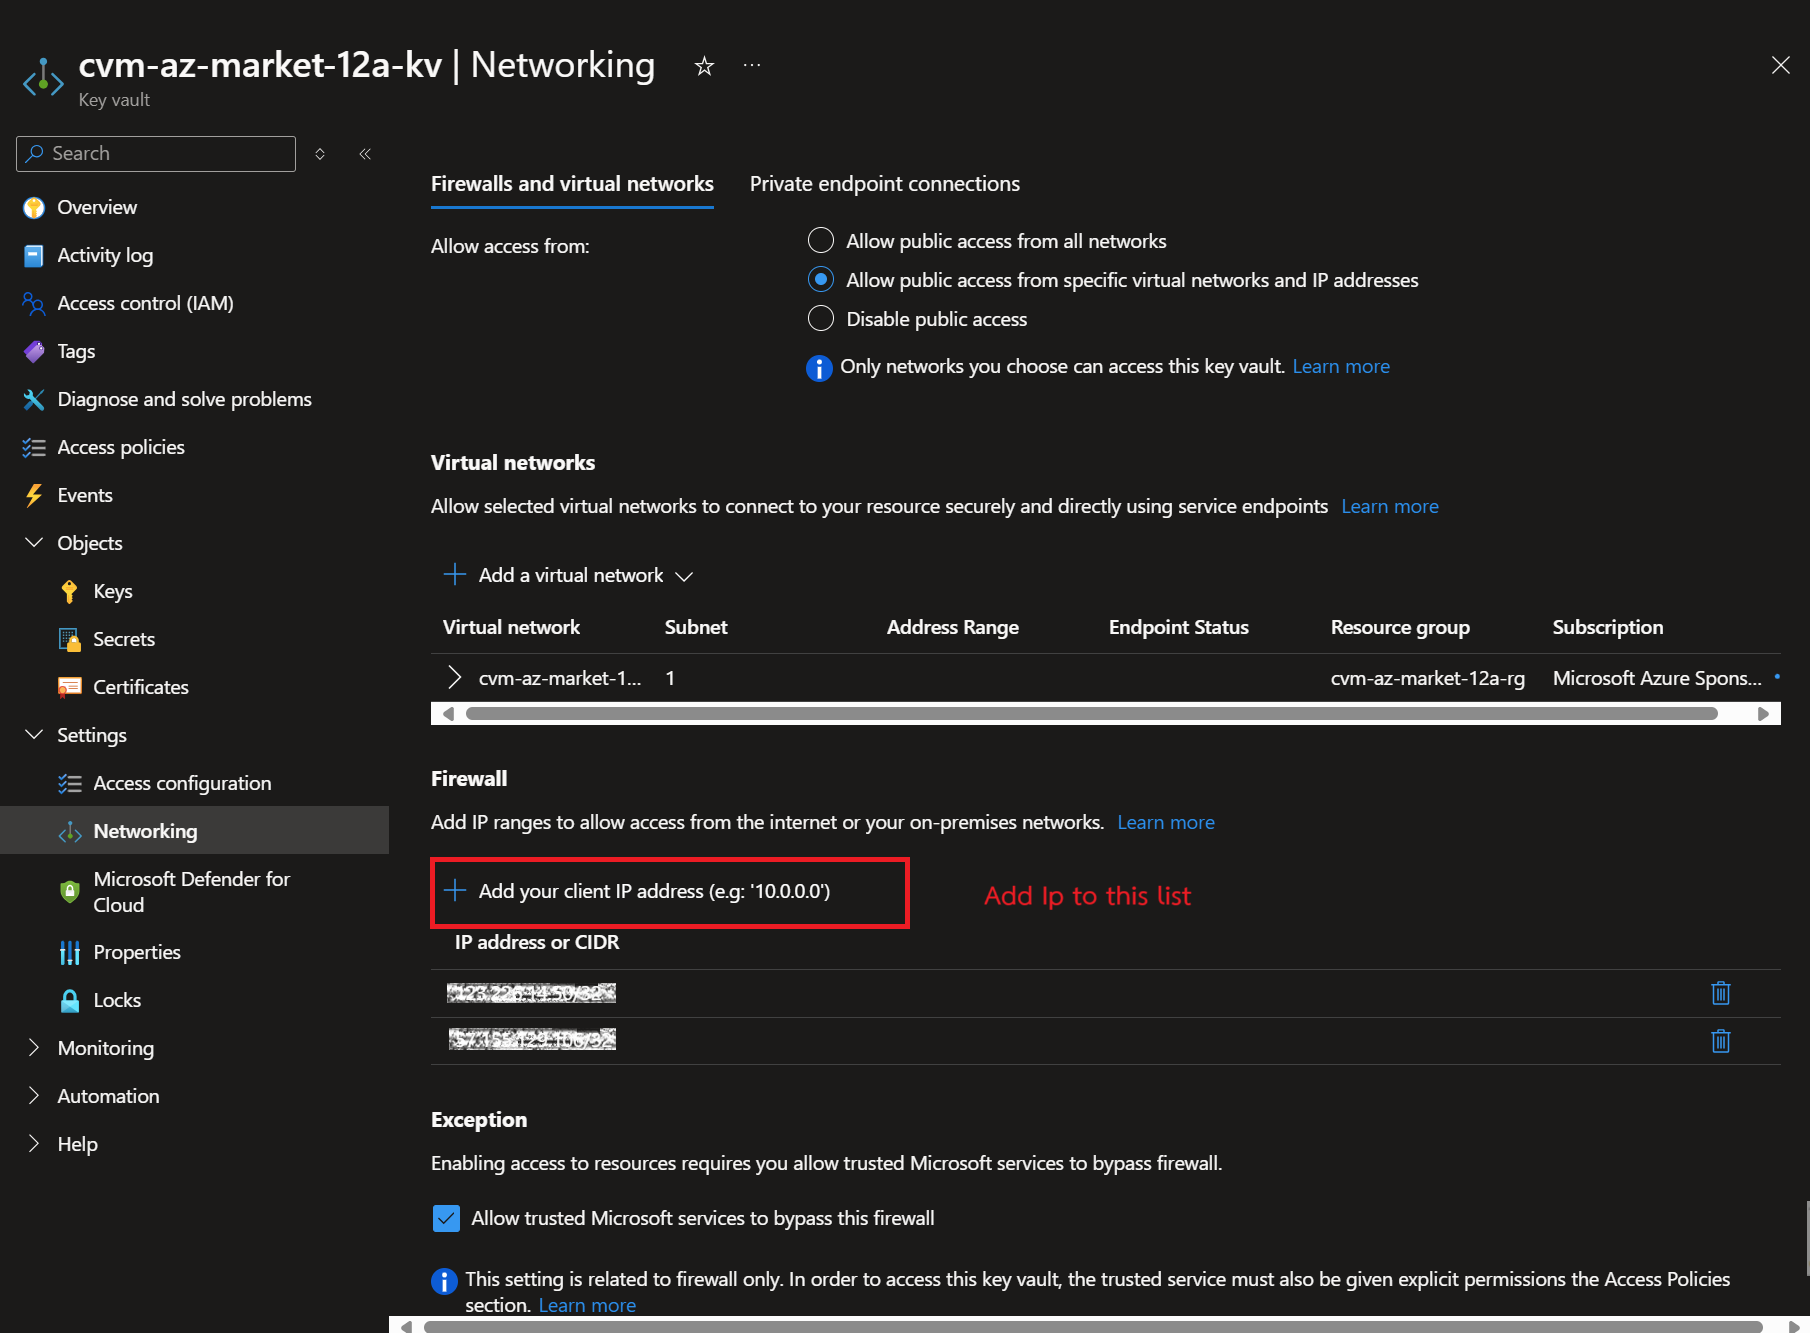 cvm-az-market-12a-kv | Networking
Key vault
Search
Overview
Activity log
Access control (IAM)
Tags
Diagnose and solve problems
Access policies
Events
Objects
Keys
Secrets
Certificates
Settings
Access configuration
Networking
Microsoft Defender for
Cloud
Properties
Locks
Monitoring
Automation
Help
Firewalls and virtual networks
Private endpoint connections
Allow access from:
Allow public access from all networks
Allow public access from specific virtual networks and IP addresses
Disable public access
Only networks you choose can access this key vault. Learn more
Virtual networks
Allow selected virtual networks to connect to your resource securely and directly using service endpoints Learn more
Add a virtual network
Virtual network Subnet Address Range Endpoint Status Resource group Subscription
cvm-az-market-1... 1 cvm-az-market-12a-rg Microsoft Azure Spons...
Firewall
Add IP ranges to allow access from the internet or your on-premises networks. Learn more
Add your client IP address (e.g: '10.0.0.0')
Add Ip to this list
IP address or CIDR
Exception
Enabling access to resources requires you allow trusted Microsoft services to bypass firewall.
Allow trusted Microsoft services to bypass this firewall
This setting is related to firewall only. In order to access this key vault, the trusted service must also be given explicit permissions the Access Policies
section. Learn more